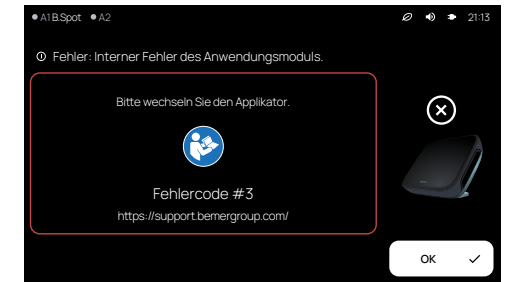 A1 B.Spot A2 21:13
Fehler: Interner Fehler des Anwendungsmoduls.
Bitte wechseln Sie den Applikator.
Fehlercode #3
https://support.bemergroup.com/
OK